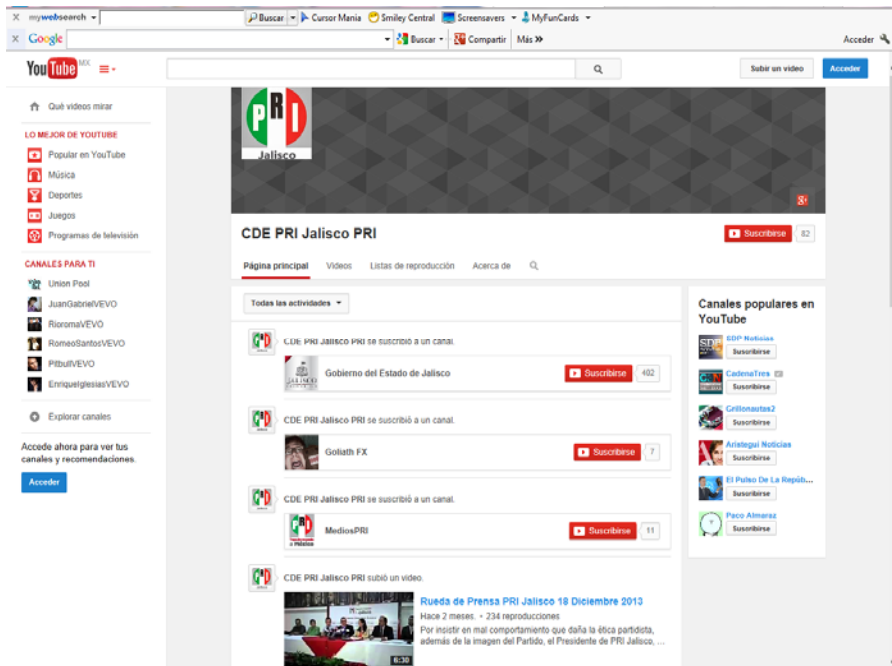 mywebsearch
Buscar
Cursor Mania
Smiley Central
Screensavers
MyFunCards
Google
Buscar
Compartir
Más
Acceder
YouTube MX
Subir un video
Acceder
Qué videos mirar
LO MEJOR DE YOUTUBE
Popular en YouTube
Música
Deportes
Juegos
Programas de televisión
CANALES PARA TI
Union Pool
JuanGabrielVEVO
RioromaVEVO
RomeoSantosVEVO
PitbullVEVO
EnriqueIglesiasVEVO
Explorar canales
Accede ahora para ver tus
canales y recomendaciones.
Acceder
PRI
Jalisco
CDE PRI Jalisco PRI
Suscribirse 82
Página principal
Videos
Listas de reproducción
Acerca de
Todas las actividades
CDE PRI Jalisco PRI se suscribió a un canal.
JALISCO
Gobierno del Estado de Jalisco
Suscribirse 402
CDE PRI Jalisco PRI se suscribió a un canal.
Goliath FX
Suscribirse 7
CDE PRI Jalisco PRI se suscribió a un canal.
MediosPRI
Suscribirse 11
CDE PRI Jalisco PRI subió un video.
6:30
Rueda de Prensa PRI Jalisco 18 Diciembre 2013
Hace 2 meses. • 234 reproducciones
Por insistir en mal comportamiento que daña la ética partidista,
además de la imagen del Partido, el Presidente de PRI Jalisco, ...
Canales populares en
YouTube
SDP Noticias
Suscribirse
CadenaTres
Suscribirse
Grillonautas2
Suscribirse
Aristegui Noticias
Suscribirse
El Pulso De La Repúb...
Suscribirse
Paco Almaraz
Suscribirse